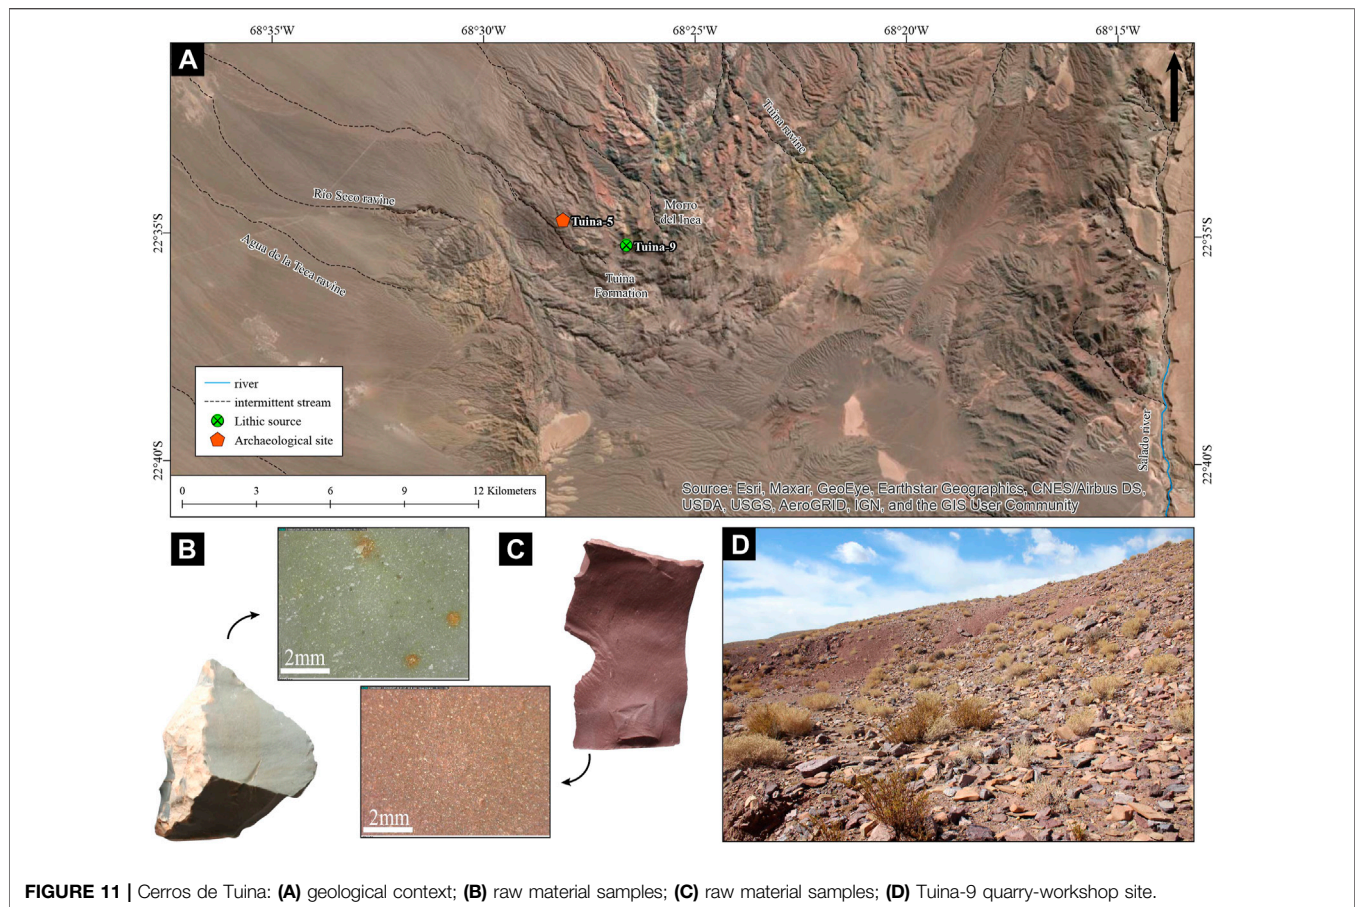 68°35'W 68°30'W 68°25'W 68°20'W 68°15'W
A
Tuina ravine
Río Seco ravine
Morro
del Inca
Tuina-5
22°35'S
22°35'S
Tuina-9
Agua de la Teca ravine
Tuina
Formation
river
intermittent stream
Lithic source
Archaeological site
Salado river
22°40'S
22°40'S
0 3 6 9 12 Kilometers
Source: Esri, Maxar, GeoEye, Earthstar Geographics, CNES/Airbus DS,
USDA, USGS, AeroGRID, IGN, and the GIS User Community
B
2mm
C
2mm
D
FIGURE 11 | Cerros de Tuina: (A) geological context; (B) raw material samples; (C) raw material samples; (D) Tuina-9 quarry-workshop site.